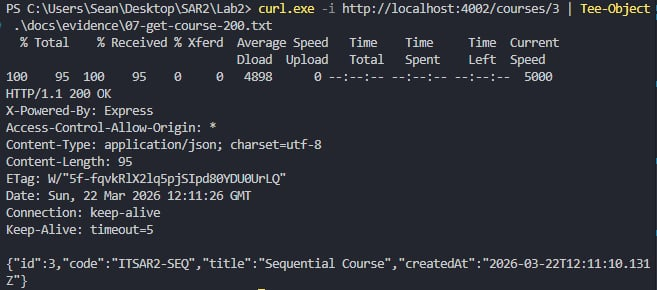 PS C:\Users\Sean\Desktop\SAR2\Lab2> curl.exe -i http://localhost:4002/courses/3 | Tee-Object
 .\docs\evidence\07-get-course-200.txt
  % Total    % Received % Xferd  Average Speed   Time    Time     Time  Current
                                 Dload  Upload   Total   Spent    Left  Speed
100    95  100    95    0     0   4898      0 --:--:-- --:--:-- --:--:--  5000
HTTP/1.1 200 OK
X-Powered-By: Express
Access-Control-Allow-Origin: *
Content-Type: application/json; charset=utf-8
Content-Length: 95
ETag: W/"5f-fqvkRlX2lq5pjSIpd80YDU0UrLQ"
Date: Sun, 22 Mar 2026 12:11:26 GMT
Connection: keep-alive
Keep-Alive: timeout=5

{"id":3,"code":"ITSAR2-SEQ","title":"Sequential Course","createdAt":"2026-03-22T12:11:10.131
Z"}